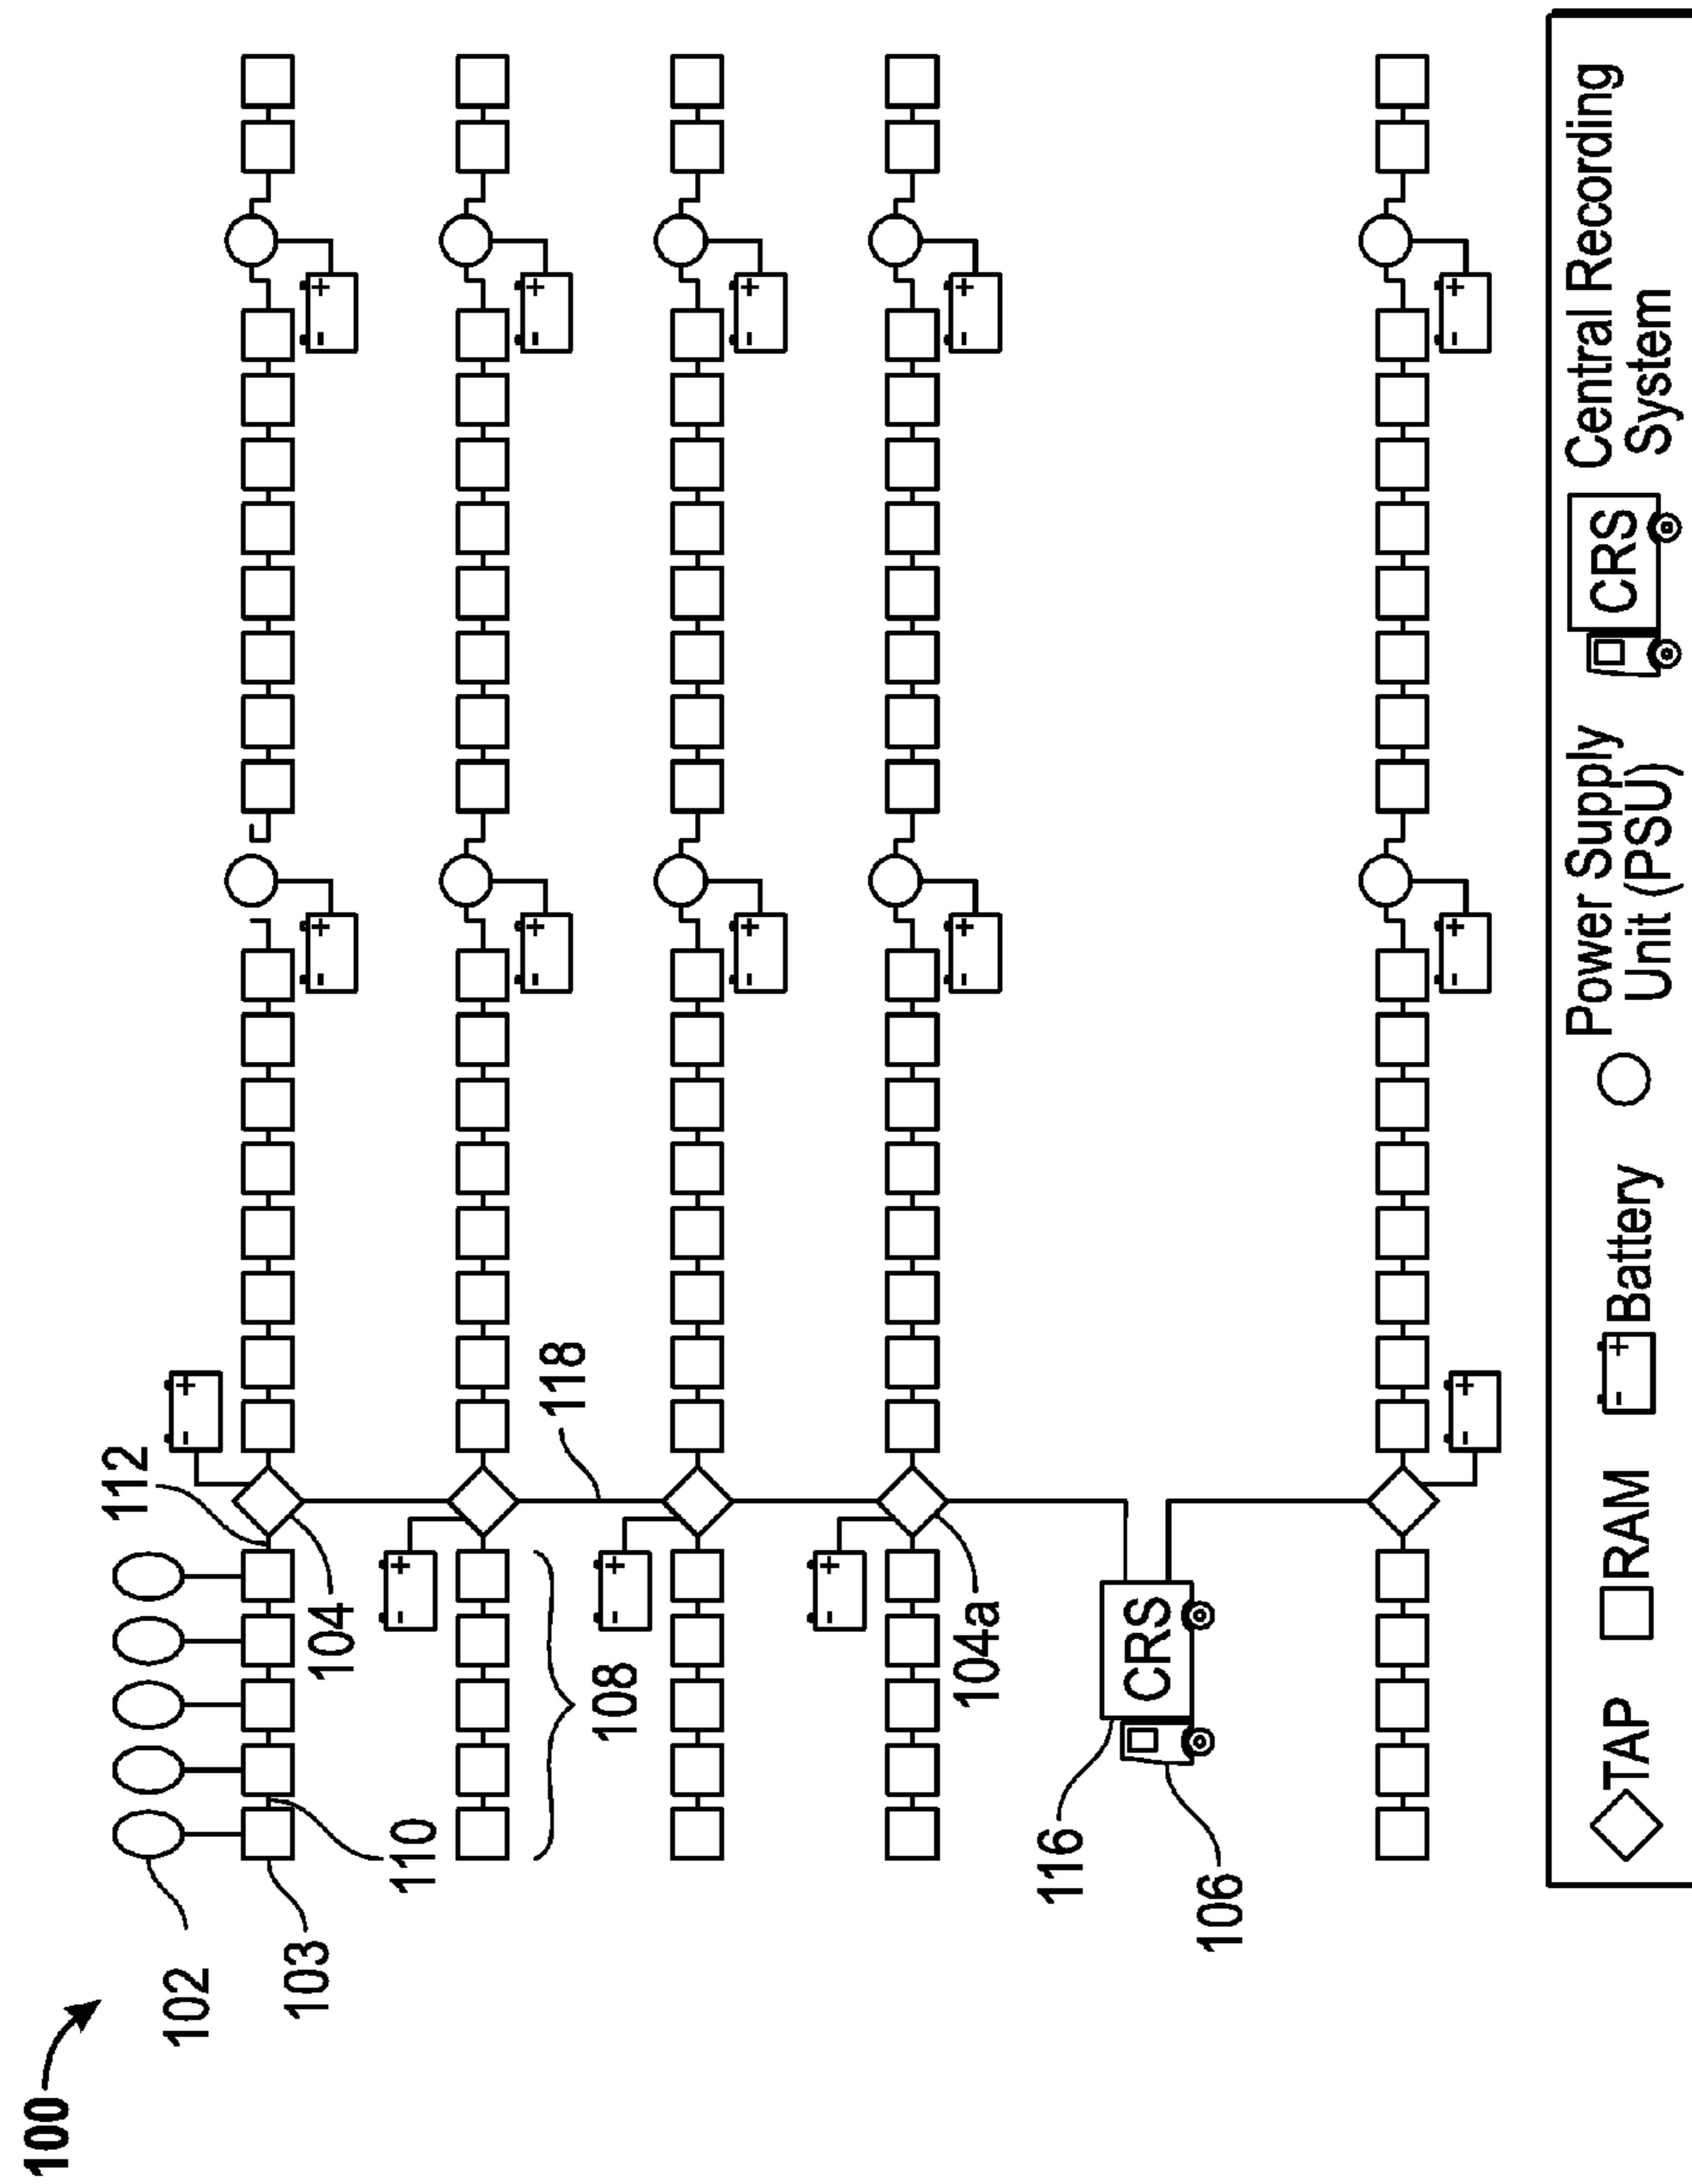 100
112
102
103
104
110
118
108
104a
116
CRS
106
TAP RAM Battery Power Supply CRS Central Recording
Unit (PSU) System